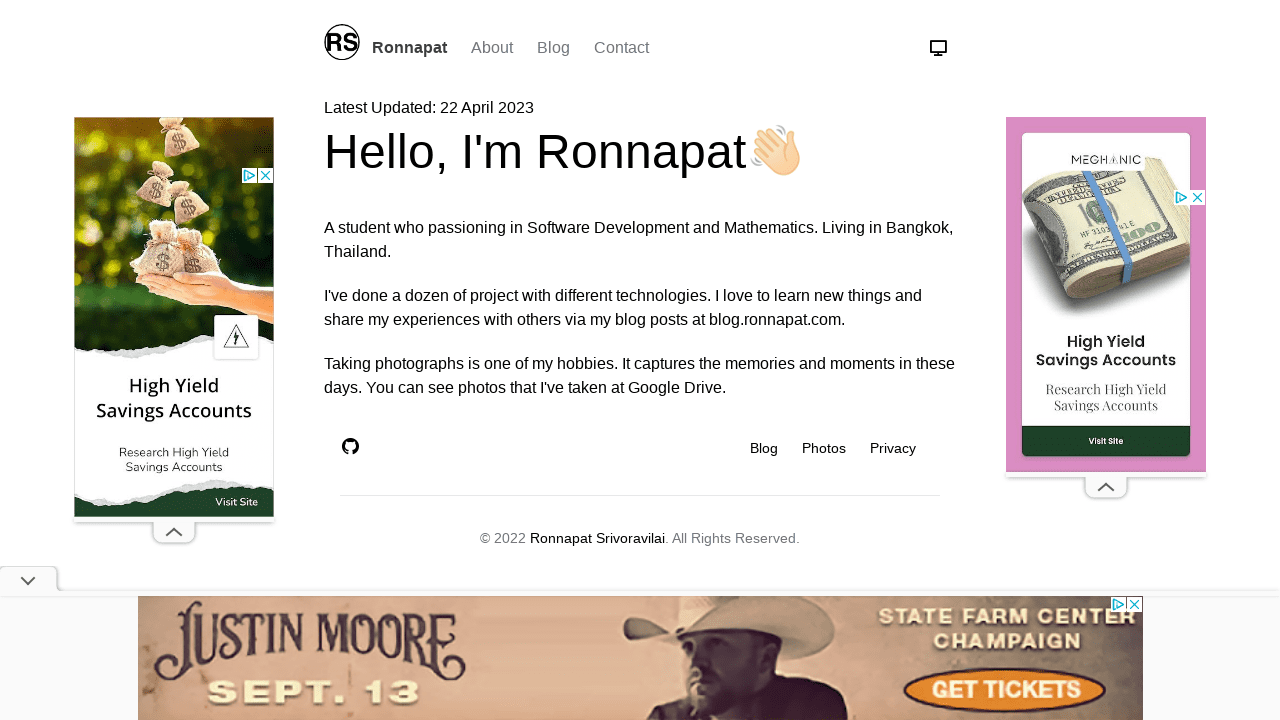 RS Ronnapat About Blog Contact
Latest Updated: 22 April 2023
Hello, I'm Ronnapat👋🏻
A student who passioning in Software Development and Mathematics. Living in Bangkok,
Thailand.
I've done a dozen of project with different technologies. I love to learn new things and
share my experiences with others via my blog posts at blog.ronnapat.com.
Taking photographs is one of my hobbies. It captures the memories and moments in these
days. You can see photos that I've taken at Google Drive.
Blog Photos Privacy
© 2022 Ronnapat Srivoravilai. All Rights Reserved.
High Yield
Savings Accounts
Research High Yield
Savings Accounts
Visit Site
MECHANIC
High Yield
Savings Accounts
Research High Yield
Savings Accounts
Visit Site
JUSTIN MOORE
SEPT. 13
STATE FARM CENTER
CHAMPAIGN
GET TICKETS